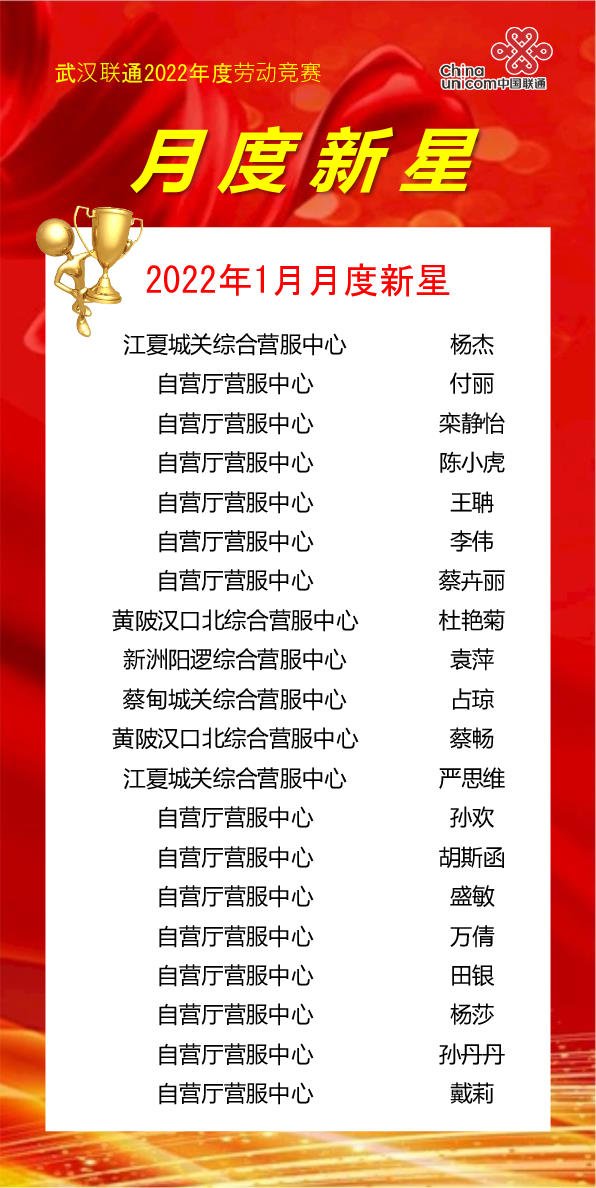 武汉联通2022年度劳动竞赛
China
unicom中国联通
月度新星
2022年1月月度新星
江夏城关综合营服中心 杨杰
自营厅营服中心 付丽
自营厅营服中心 栾静怡
自营厅营服中心 陈小虎
自营厅营服中心 王聃
自营厅营服中心 李伟
自营厅营服中心 蔡卉丽
黄陂汉口北综合营服中心 杜艳菊
新洲阳逻综合营服中心 袁萍
蔡甸城关综合营服中心 占琼
黄陂汉口北综合营服中心 蔡畅
江夏城关综合营服中心 严思维
自营厅营服中心 孙欢
自营厅营服中心 胡斯函
自营厅营服中心 盛敏
自营厅营服中心 万倩
自营厅营服中心 田银
自营厅营服中心 杨莎
自营厅营服中心 孙丹丹
自营厅营服中心 戴莉